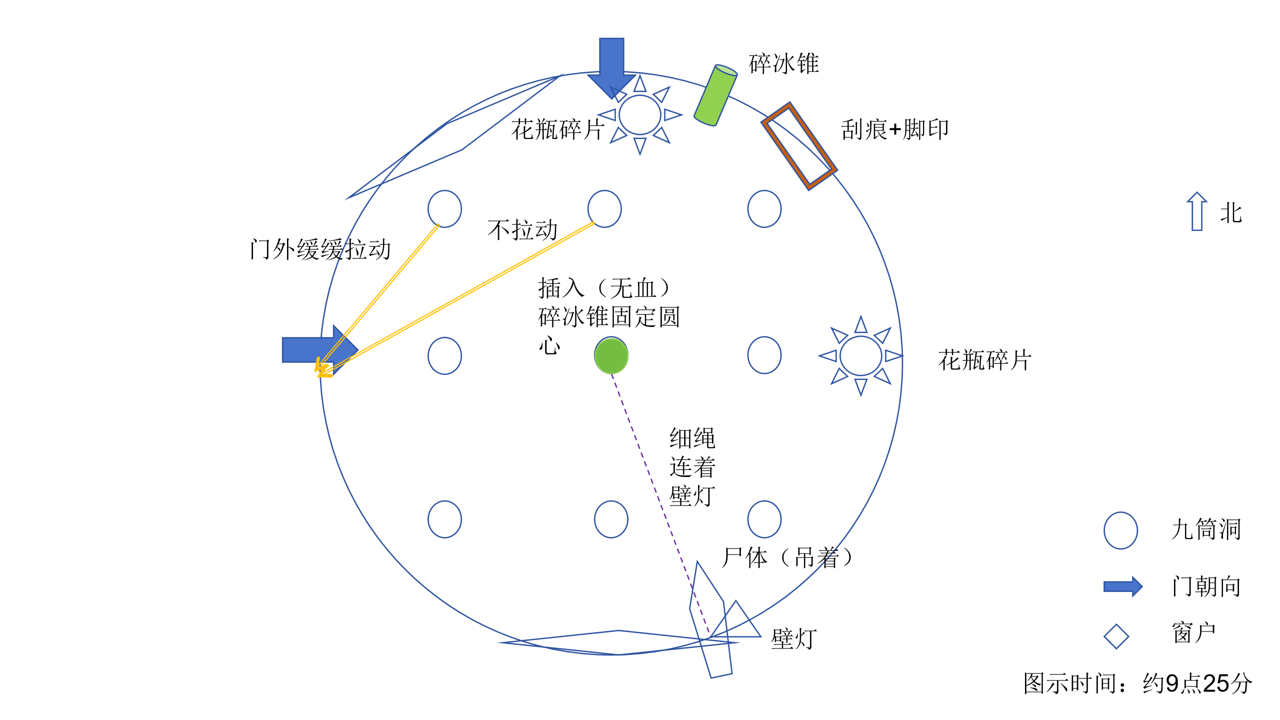 碎冰锥
花瓶碎片
刮痕+脚印
北
门外缓缓拉动
不拉动
插入（无血）
碎冰锥固定圆
心
花瓶碎片
细绳
连着
壁灯
尸体（吊着）
壁灯
九筒洞
门朝向
窗户
图示时间：约9点25分